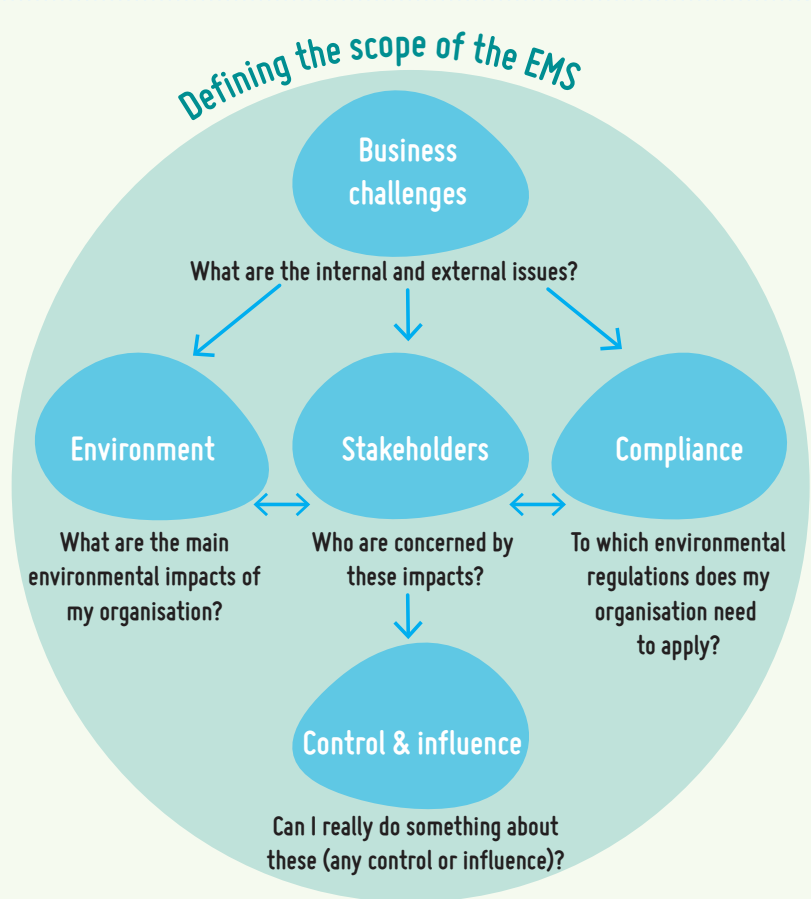 Defining the scope of the EMS
Business
challenges
What are the internal and external issues?
Environment
What are the main
environmental impacts of
my organisation?
Stakeholders
Who are concerned by
these impacts?
Compliance
To which environmental
regulations does my
organisation need
to apply?
Control & influence
Can I really do something about
these (any control or influence)?